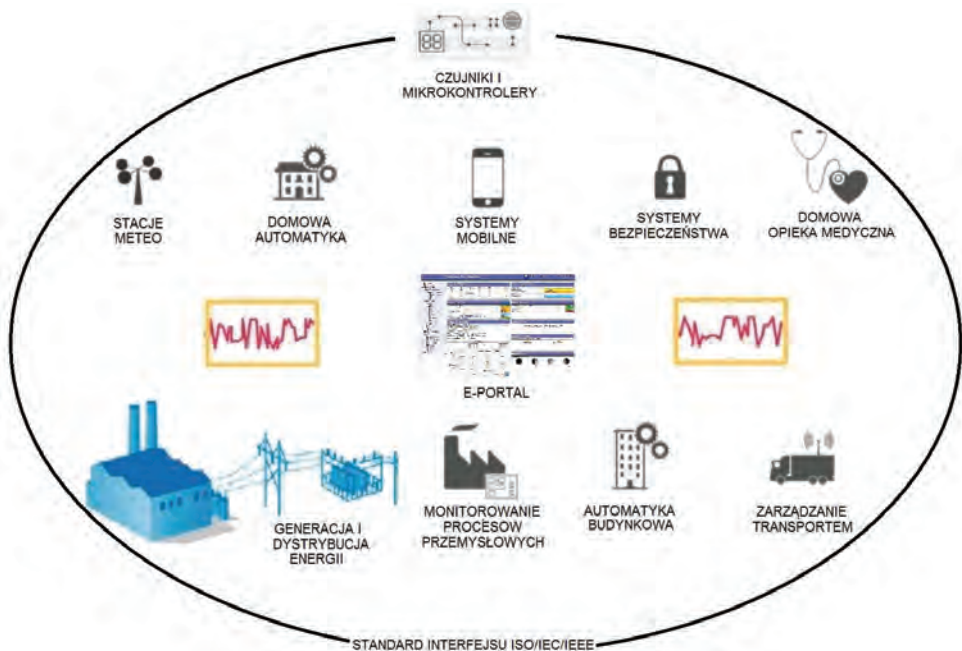 CZUJNIKI I
MIKROKONTROLERY
STACJE
METEO
DOMOWA
AUTOMATYKA
SYSTEMY
MOBILNE
SYSTEMY
BEZPIECZEŃSTWA
DOMOWA
OPIEKA MEDYCZNA
E-PORTAL
GENERACJA I
DYSTRYBUCJA
ENERGII
MONITOROWANIE
PROCESOW
PRZEMYSŁOWYCH
AUTOMATYKA
BUDYNKOWA
ZARZĄDZANIE
TRANSPORTEM
STANDARD INTERFEJSU ISO/IEC/IEEE